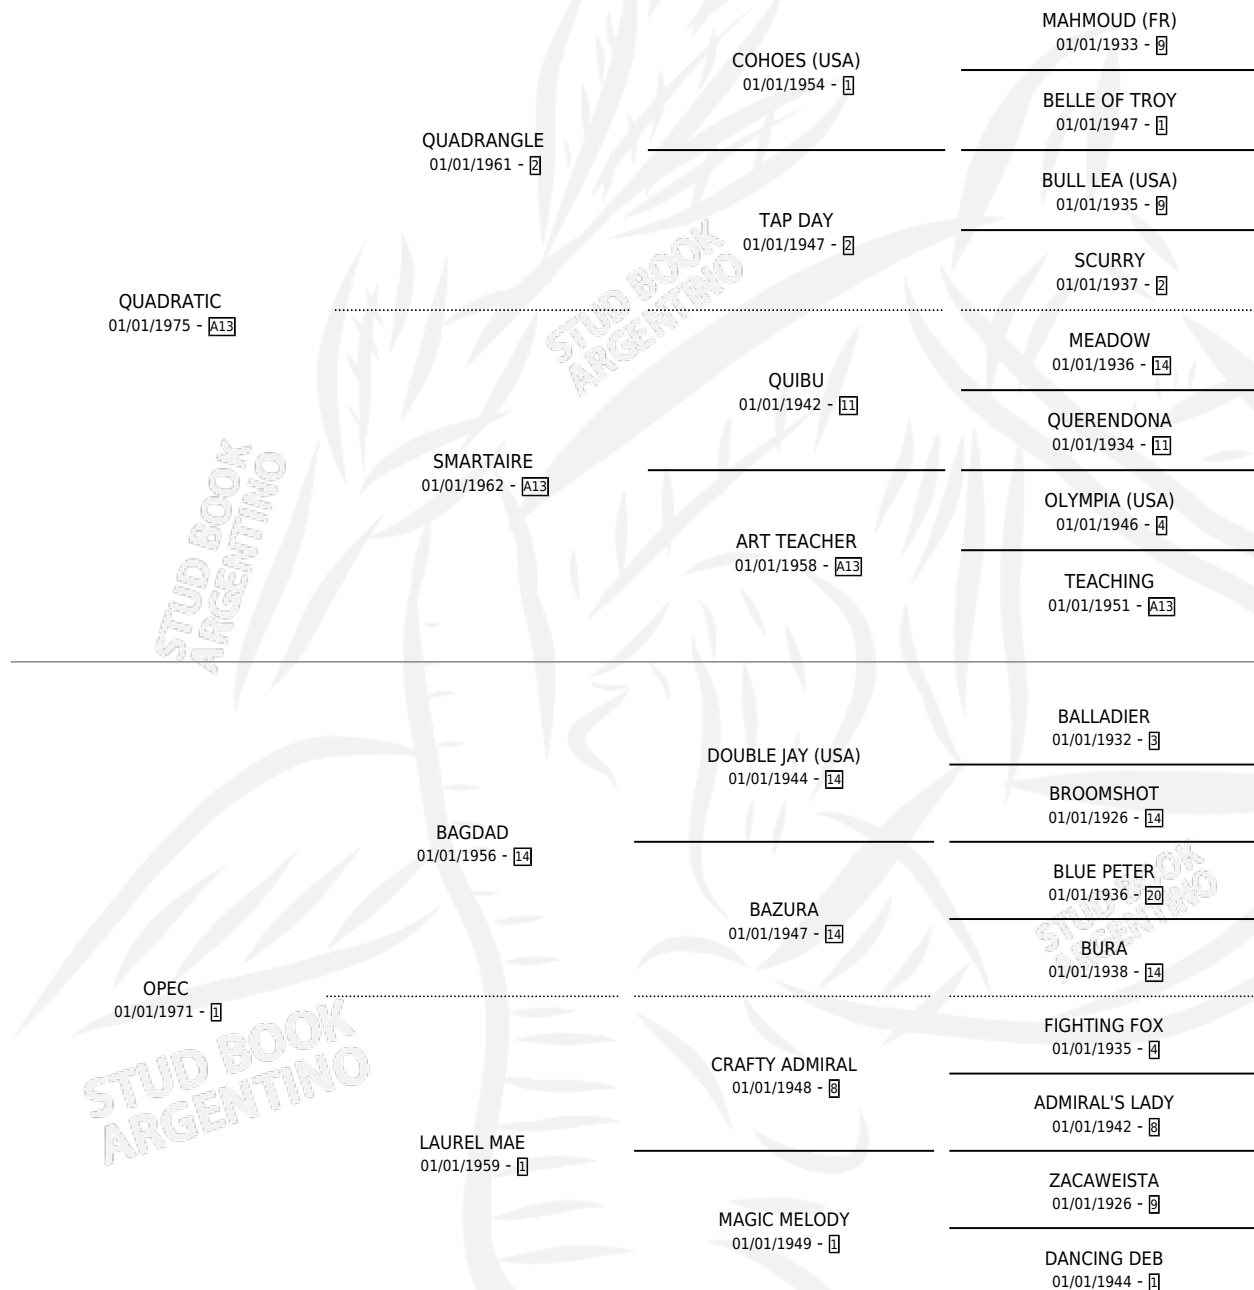 MAHMOUD (FR)
01/01/1933 - 9
COHOES (USA)
01/01/1954 - 1
BELLE OF TROY
01/01/1947 - 1
QUADRANGLE
01/01/1961 - 2
BULL LEA (USA)
01/01/1935 - 9
TAP DAY
01/01/1947 - 2
SCURRY
01/01/1937 - 2
QUADRATIC
01/01/1975 - A13
MEADOW
01/01/1936 - 14
QUIBU
01/01/1942 - 11
QUERENDONA
01/01/1934 - 11
SMARTAIRE
01/01/1962 - A13
OLYMPIA (USA)
01/01/1946 - 4
ART TEACHER
01/01/1958 - A13
TEACHING
01/01/1951 - A13
BALLADIER
01/01/1932 - 3
DOUBLE JAY (USA)
01/01/1944 - 14
BROOMSHOT
01/01/1926 - 14
BAGDAD
01/01/1956 - 14
BLUE PETER
01/01/1936 - 20
BAZURA
01/01/1947 - 14
BURA
01/01/1938 - 14
OPEC
01/01/1971 - 1
FIGHTING FOX
01/01/1935 - 4
CRAFTY ADMIRAL
01/01/1948 - 8
ADMIRAL'S LADY
01/01/1942 - 8
LAUREL MAE
01/01/1959 - 1
ZACAWEISTA
01/01/1926 - 9
MAGIC MELODY
01/01/1949 - 1
DANCING DEB
01/01/1944 - 1
STUD BOOK
ARGENTINO
STUD BOOK
ARGENTINO
STUD BOOK
ARGENTINO
STUD BOOK
ARGENTINO